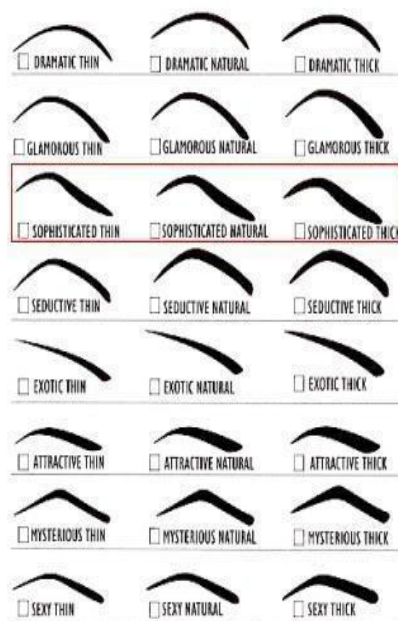 DRAMATIC THIN DRAMATIC NATURAL DRAMATIC THICK
GLAMOROUS THIN GLAMOROUS NATURAL GLAMOROUS THICK
SOPHISTICATED THIN SOPHISTICATED NATURAL SOPHISTICATED THICK
SEDUCTIVE THIN SEDUCTIVE NATURAL SEDUCTIVE THICK
EXOTIC THIN EXOTIC NATURAL EXOTIC THICK
ATTRACTIVE THIN ATTRACTIVE NATURAL ATTRACTIVE THICK
MYSTERIOUS THIN MYSTERIOUS NATURAL MYSTERIOUS THICK
SEXY THIN SEXY NATURAL SEXY THICK